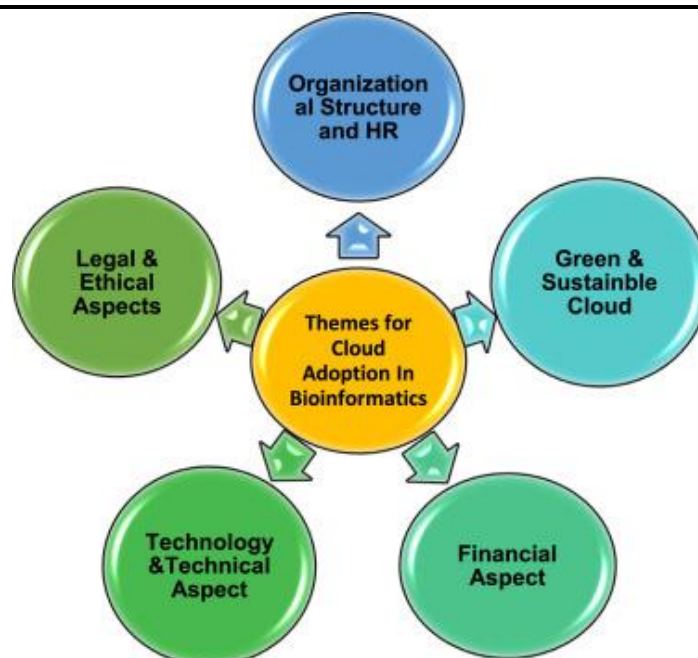 Organization
al Structure
and HR
Green &
Sustainble
Cloud
Financial
Aspect
Technology
&Technical
Aspect
Legal &
Ethical
Aspects
Themes for
Cloud
Adoption In
Bioinformatics